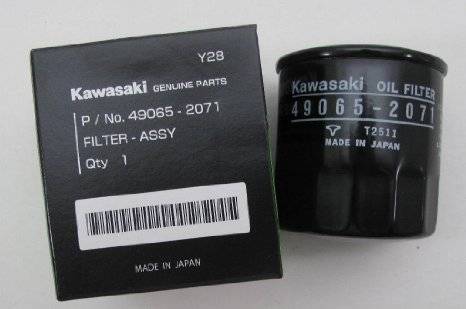 Y28
Kawasaki GENUINE PARTS
P / No. 49065 - 2071
FILTER - ASSY
Qty 1
MADE IN JAPAN
Kawasaki OIL FILTER
49065-2071
T2511
MADE IN JAPAN